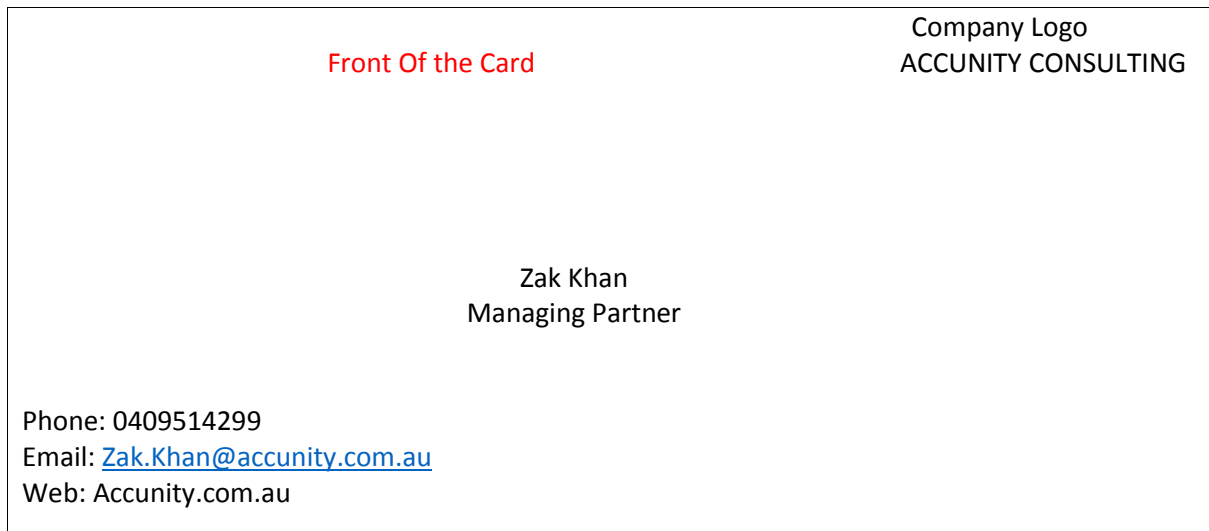 Company Logo
Front Of the Card
ACCUNITY CONSULTING
Zak Khan
Managing Partner
Phone: 0409514299
Email: Zak.Khan@accunity.com.au
Web: Accunity.com.au